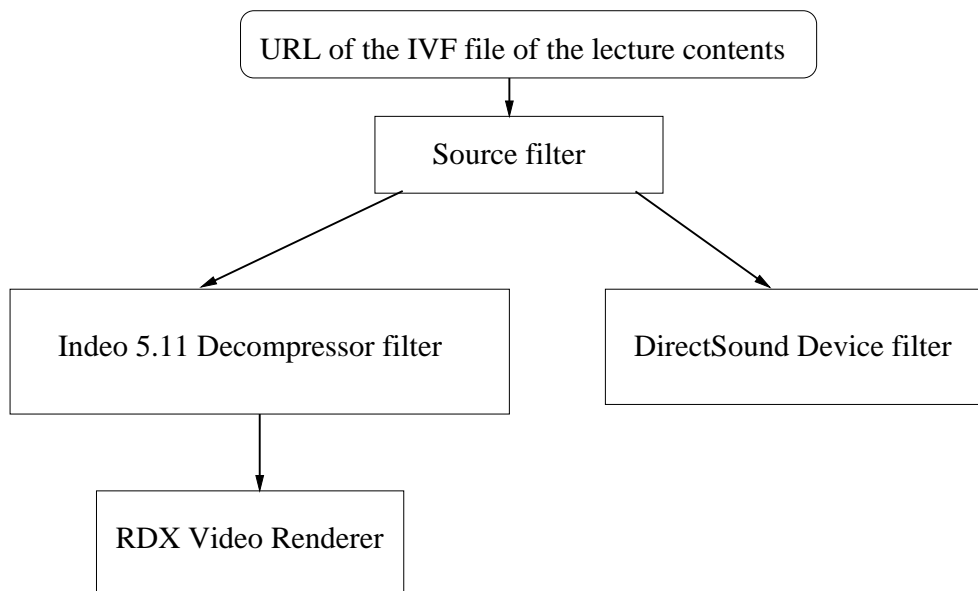 URL of the IVF file of the lecture contents
Source filter
Indeo 5.11 Decompressor filter
DirectSound Device filter
RDX Video Renderer